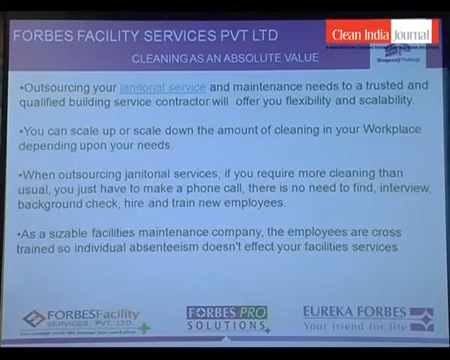 FORBES FACILITY SERVICES PVT LTD
Clean India Journal
CLEANING AS AN ABSOLUTE VALUE
Shapoorji Pallonji
•Outsourcing your janitorial service and maintenance needs to a trusted and
qualified building service contractor will offer you flexibility and scalability.
•You can scale up or scale down the amount of cleaning in your Workplace
depending upon your needs.
•When outsourcing janitorial services, if you require more cleaning than
usual, you just have to make a phone call, there is no need to find, interview,
background check, hire and train new employees.
•As a sizable facilities maintenance company, the employees are cross
trained so individual absenteeism doesn't effect your facilities services
FORBESFacility
SERVICES PVT. LTD.
FORBES PRO
SOLUTIONS
EUREKA FORBES
Your friend for life